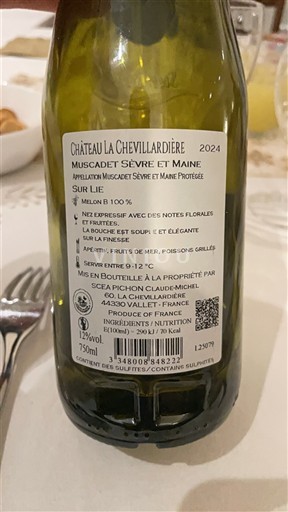 CHÂTEAU LA CHEVILLARDIÈRE 2024
MUSCADET SÈVRE ET MAINE
APPELLATION MUSCADET SÈVRE ET MAINE PROTÉGÉE
SUR LIE
MELON B 100 %
NEZ EXPRESSIF AVEC DES NOTES FLORALES
ET FRUITÉES.
LA BOUCHE EST SOUPLE ET ÉLÉGANTE
SUR LA FINESSE
APÉRITIF, FRUITS DE MER, POISSONS GRILLÉS
SERVIR ENTRE 9-12 °C
MIS EN BOUTEILLE À LA PROPRIÉTÉ PAR
SCEA PICHON CLAUDE-MICHEL
60, LA CHEVILLARDIÈRE
44330 VALLET - FRANCE
PRODUCE OF FRANCE
INGRÉDIENTS / NUTRITION
E(100ml) = 290 kJ / 70 Kcal
12%vol.
750ml
3 348008 848222
L25079
CONTIENT DES SULFITES / CONTAINS SULPHITES